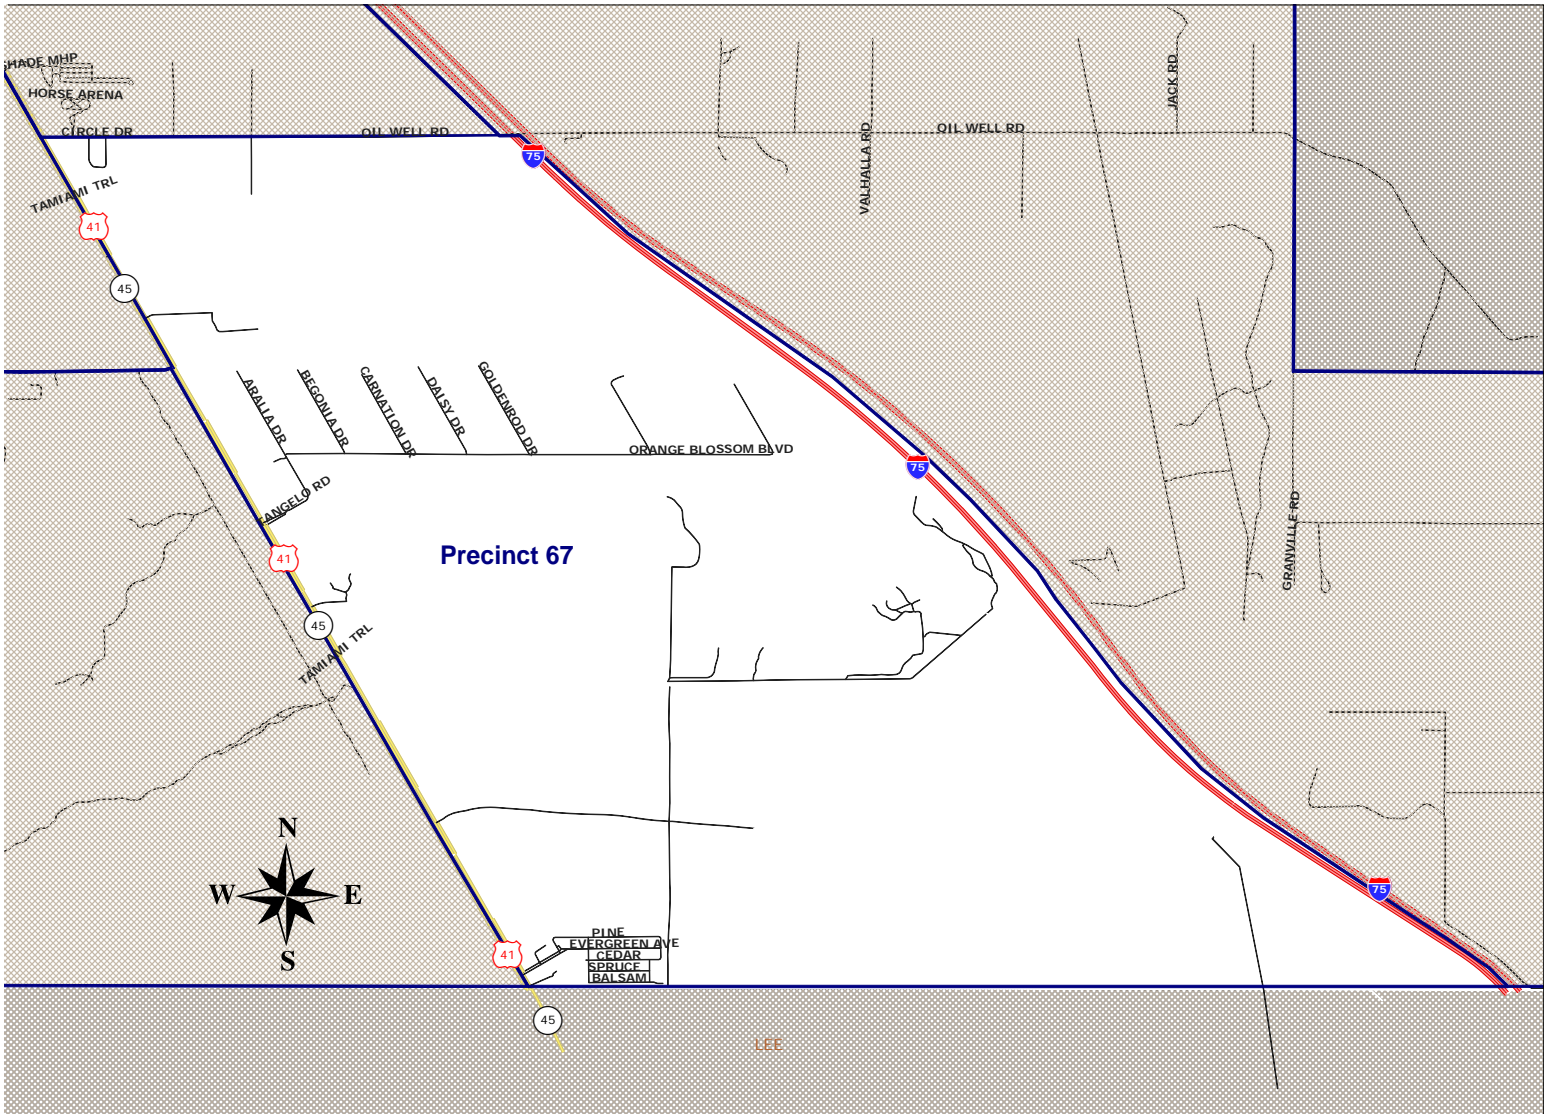 SHADE MHP
HORSE ARENA
CIRCLE DR
OIL WELL RD
OIL WELL RD
JACK RD
VALHALLA RD
75
TAMIAMI TRL
41
45
ARALIA DR
BEGONIA DR
CARNATION DR
DAISY DR
GOLDENROD DR
ORANGE BLOSSOM BLVD
75
TANGELO RD
GRANVILLE RD
41
Precinct 67
45
TAMIAMI TRL
N
W
E
S
75
41
PINE
EVERGREEN AVE
CEDAR
SPRUCE
BALSAM
45
LEE